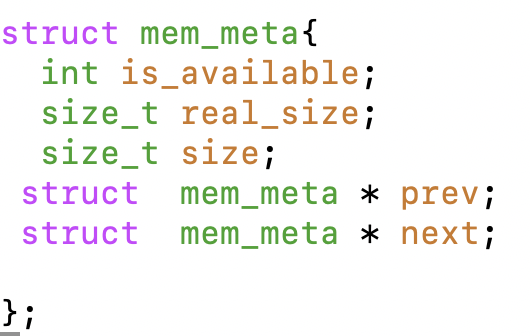 struct mem_meta{
  int is_available;
  size_t real_size;
  size_t size;
 struct  mem_meta * prev;
 struct  mem_meta * next;

};